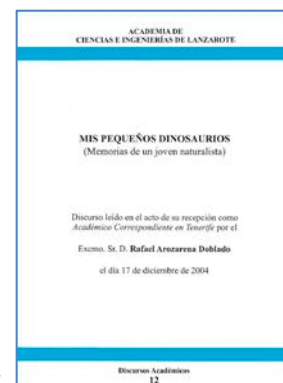 ACADEMIA DE
CIENCIAS E INGENIERÍAS DE LANZAROTE
MIS PEQUEÑOS DINOSAURIOS
(Memorias de un joven naturalista)
Discurso leído en el acto de su recepción como
Académico Correspondiente en Tenerife por el
Excmo. Sr. D. Rafael Arozarena Doblado
el día 17 de diciembre de 2004
Discursos Académicos
12